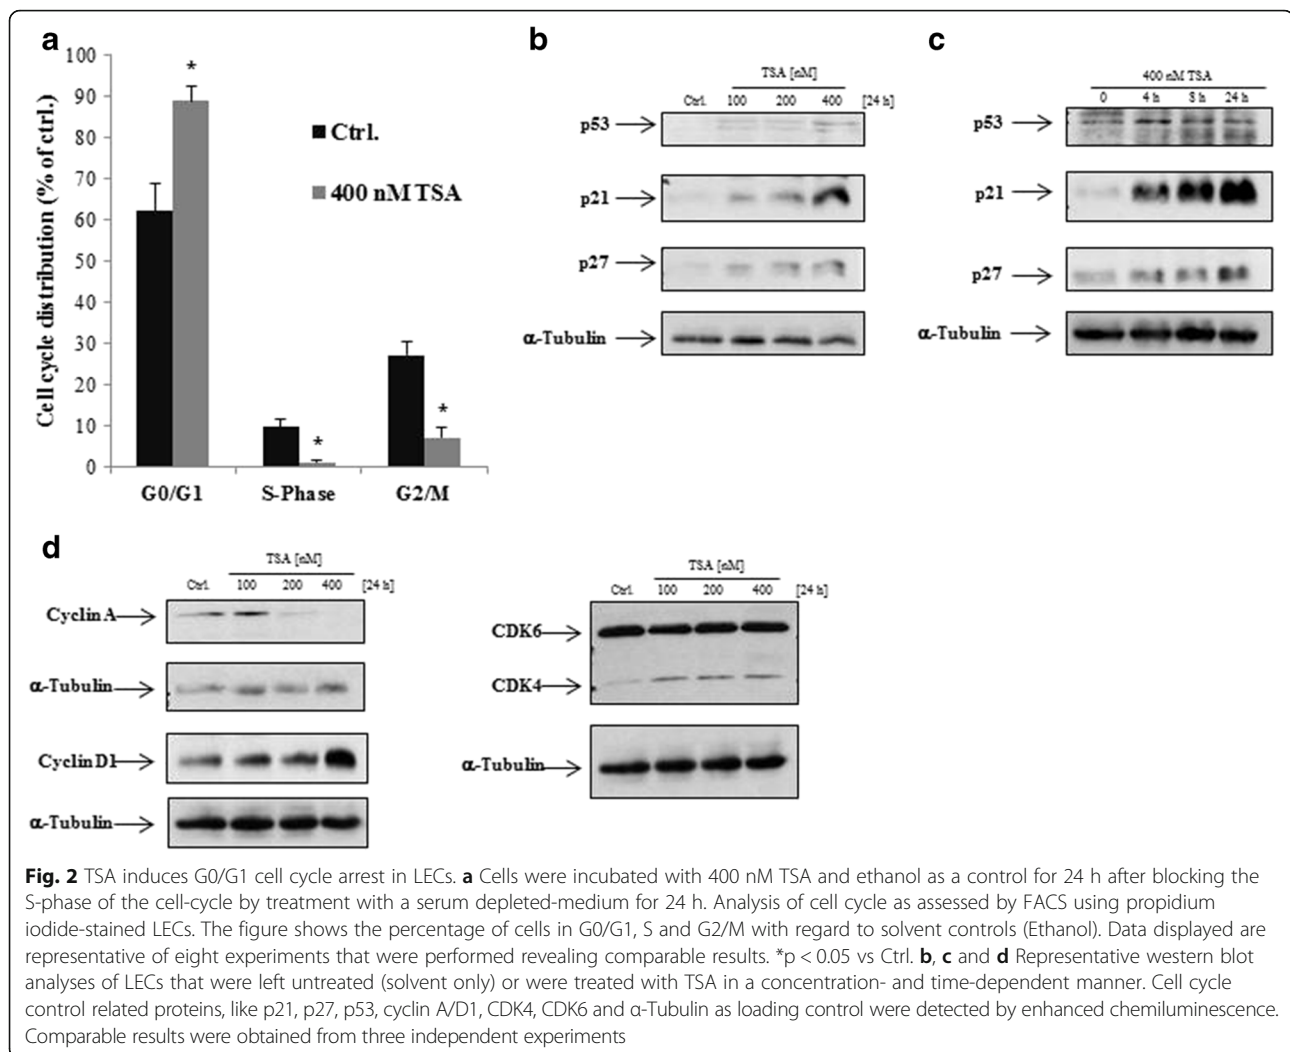 a
Cell cycle distribution (% of ctrl.)
100
90
80
70
60
50
40
30
20
10
0
*
*
*
Ctrl.
400 nM TSA
G0/G1 S-Phase G2/M
b
TSA [nM]
Ctrl. 100 200 400 [24 h]
p53
p21
p27
α-Tubulin
c
400 nM TSA
0 4 h 8 h 24 h
p53
p21
p27
α-Tubulin
d
TSA [nM]
Ctrl. 100 200 400 [24 h]
Cyclin A
α-Tubulin
Cyclin D1
α-Tubulin
TSA [nM]
Ctrl. 100 200 400 [24 h]
CDK6
CDK4
α-Tubulin
Fig. 2 TSA induces G0/G1 cell cycle arrest in LECs. a Cells were incubated with 400 nM TSA and ethanol as a control for 24 h after blocking the
S-phase of the cell-cycle by treatment with a serum depleted-medium for 24 h. Analysis of cell cycle as assessed by FACS using propidium
iodide-stained LECs. The figure shows the percentage of cells in G0/G1, S and G2/M with regard to solvent controls (Ethanol). Data displayed are
representative of eight experiments that were performed revealing comparable results. *p < 0.05 vs Ctrl. b, c and d Representative western blot
analyses of LECs that were left untreated (solvent only) or were treated with TSA in a concentration- and time-dependent manner. Cell cycle
control related proteins, like p21, p27, p53, cyclin A/D1, CDK4, CDK6 and α-Tubulin as loading control were detected by enhanced chemiluminescence.
Comparable results were obtained from three independent experiments